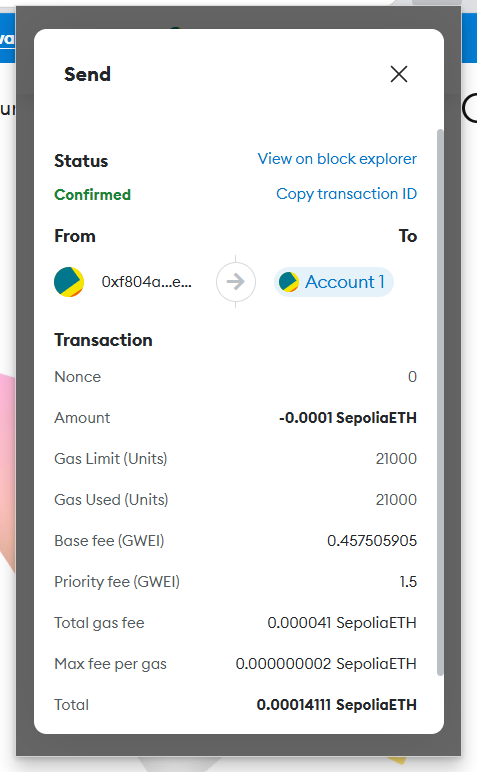 Send
Status
View on block explorer
Confirmed
Copy transaction ID
From
To
0xf804a...e...
Account 1
Transaction
Nonce
0
Amount
-0.0001 SepoliaETH
Gas Limit (Units)
21000
Gas Used (Units)
21000
Base fee (GWEI)
0.457505905
Priority fee (GWEI)
1.5
Total gas fee
0.000041 SepoliaETH
Max fee per gas
0.000000002 SepoliaETH
Total
0.00014111 SepoliaETH